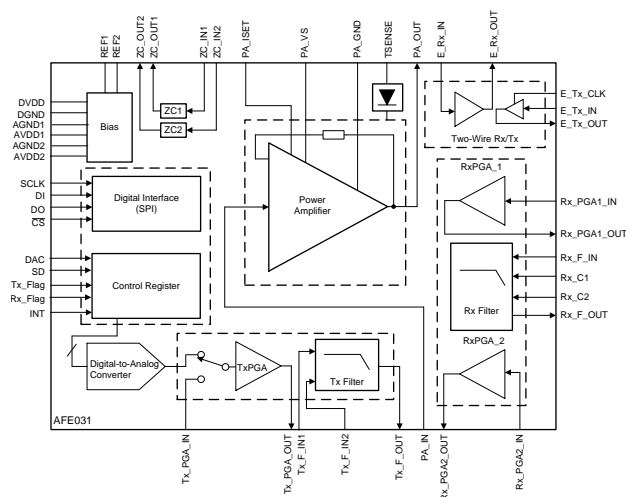 REF1
REF2
ZC_OUT2
ZC_OUT1
ZC_IN1
ZC_IN2
PA_ISET
PA_VS
PA_GND
TSENSE
PA_OUT
E_Rx_IN
E_Rx_OUT
DVDD
DGND
AGND1
AVDD1
AGND2
AVDD2
Bias
ZC1
ZC2
E_Tx_CLK
E_Tx_IN
E_Tx_OUT
Two-Wire Rx/Tx
SCLK
DI
DO
CS
Digital Interface
(SPI)
Power
Amplifier
RxPGA_1
Rx_PGA1_IN
Rx_PGA1_OUT
DAC
SD
Tx_Flag
Rx_Flag
INT
Control Register
Rx_F_IN
Rx_C1
Rx_C2
Rx_F_OUT
Rx Filter
RxPGA_2
Digital-to-Analog
Converter
TxPGA
Tx Filter
AFE031
Tx_PGA_IN
Tx_PGA_OUT
Tx_F_IN1
Tx_F_IN2
Tx_F_OUT
PA_IN
Rx_PGA2_OUT
Rx_PGA2_IN